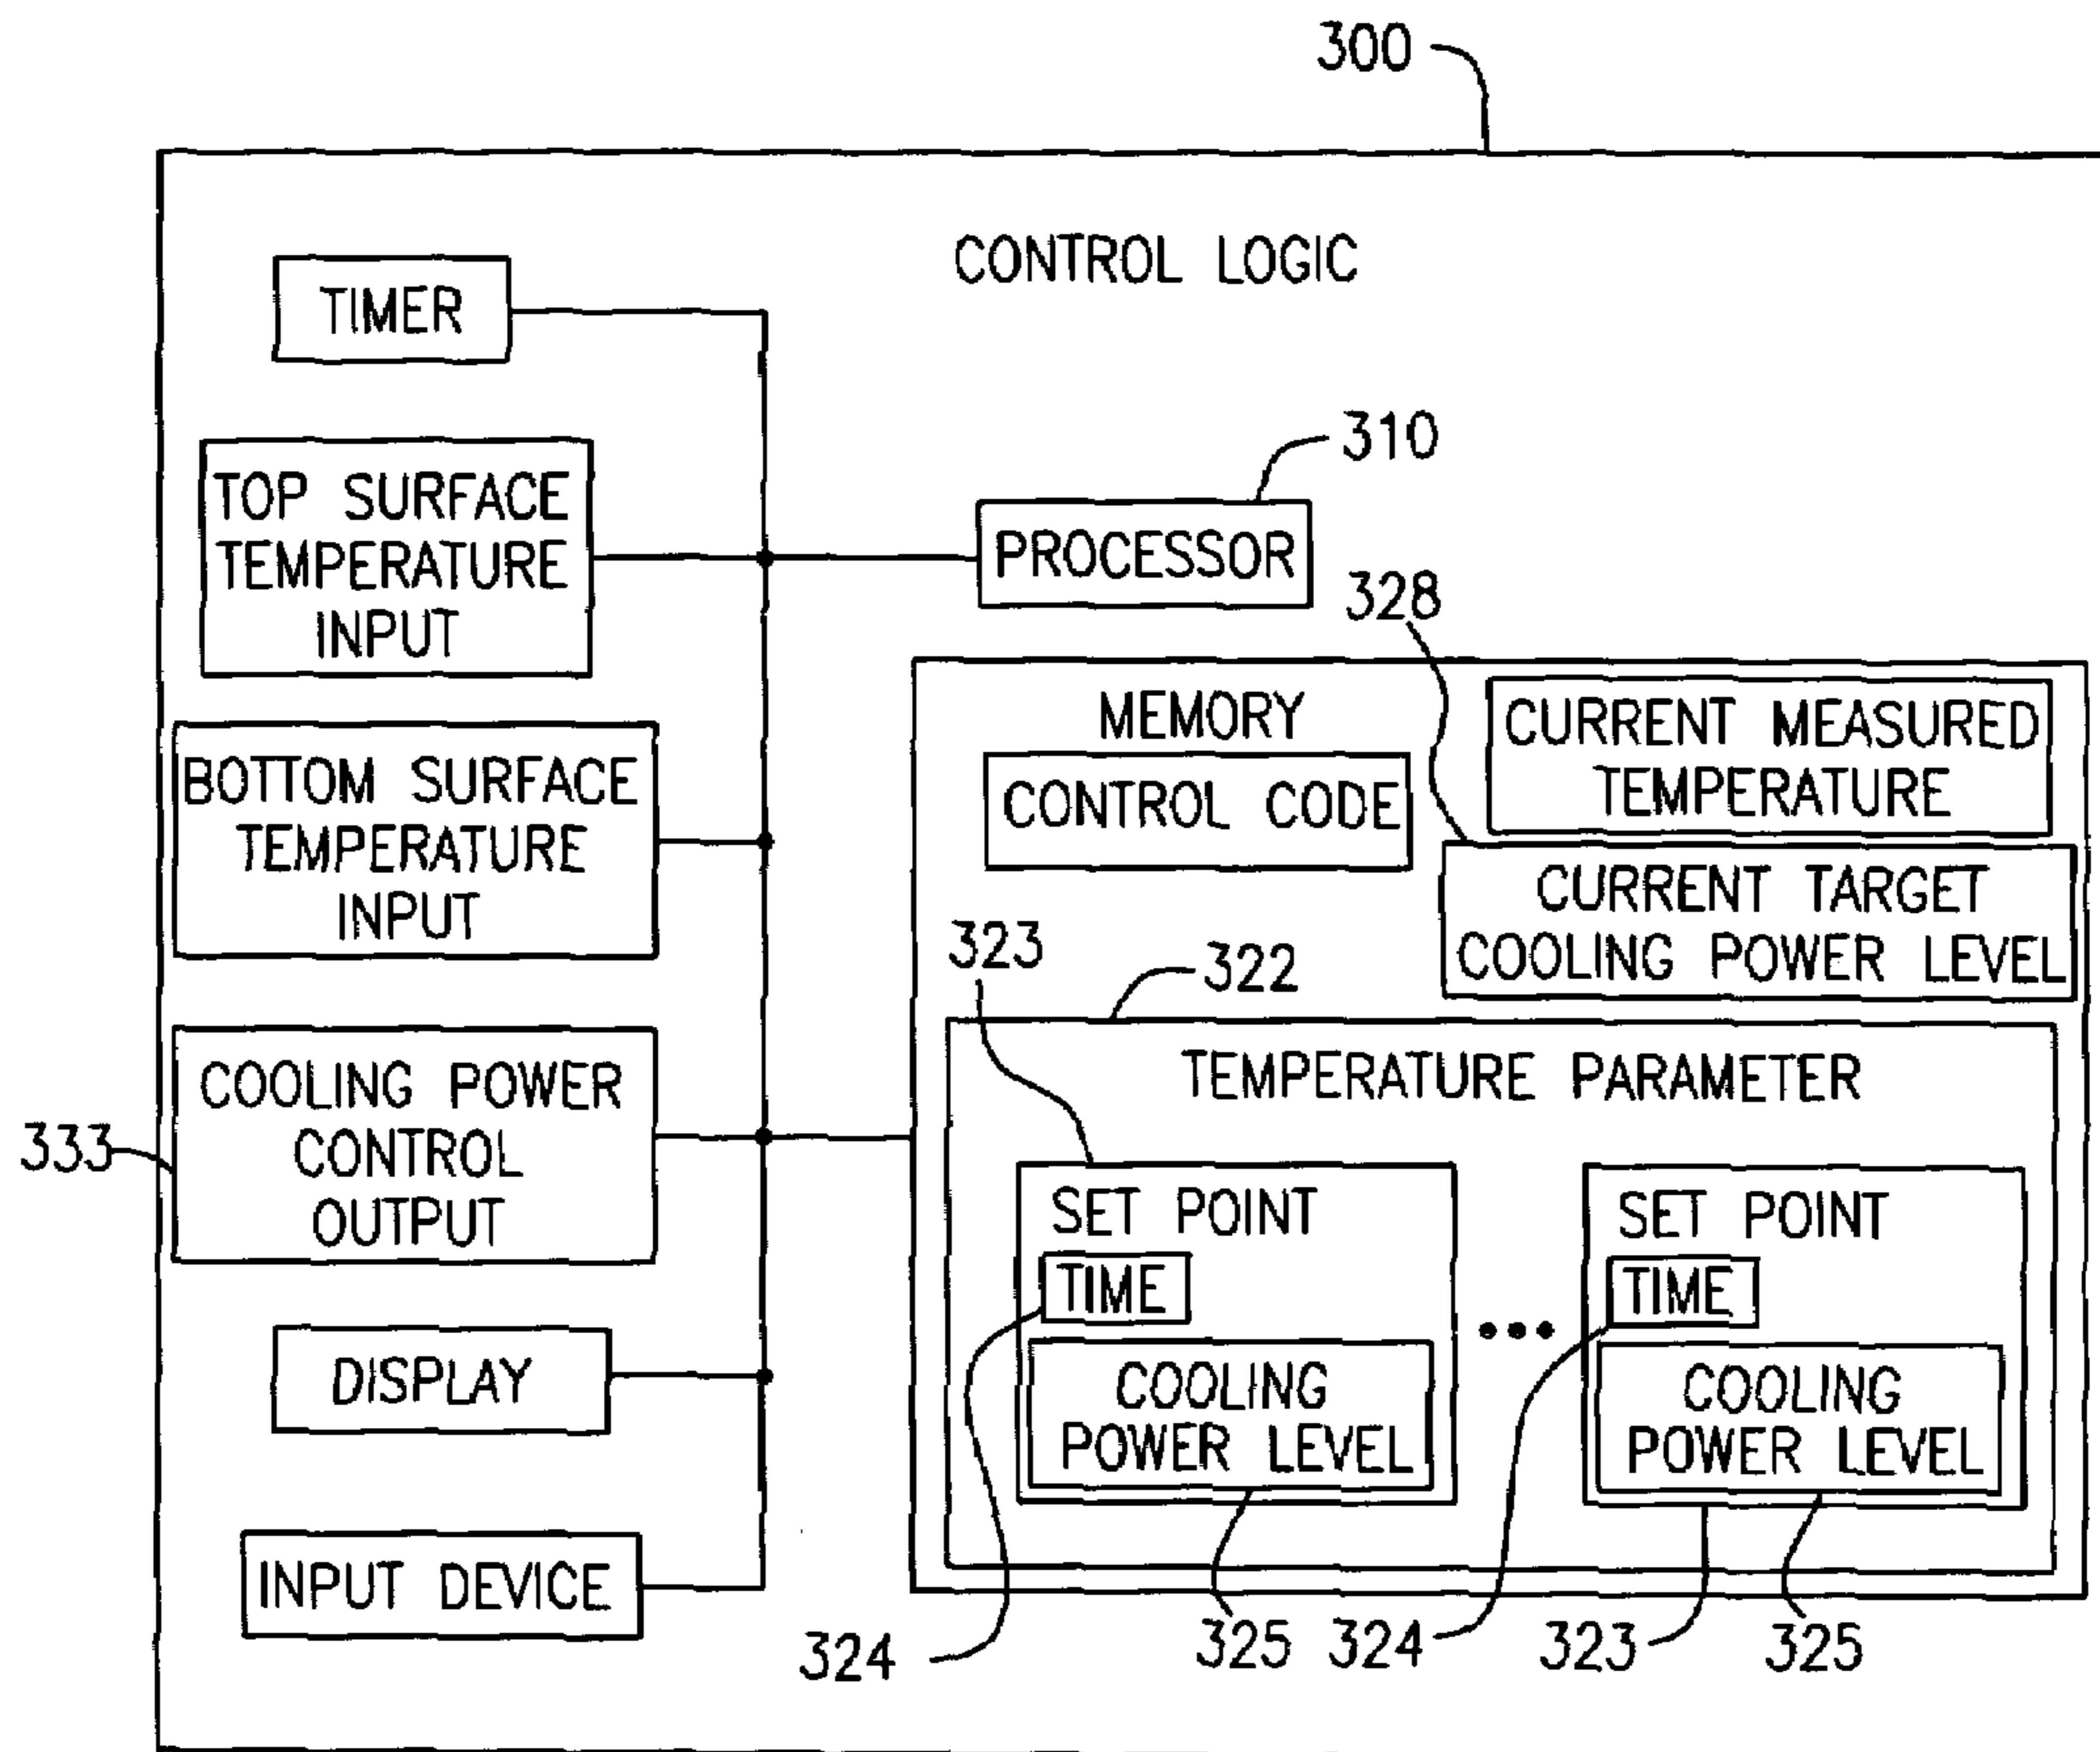 300
CONTROL LOGIC
TIMER
310
TOP SURFACE
TEMPERATURE
INPUT
PROCESSOR
328
MEMORY
CURRENT MEASURED
TEMPERATURE
BOTTOM SURFACE
TEMPERATURE
INPUT
CONTROL CODE
CURRENT TARGET
COOLING POWER LEVEL
323
322
TEMPERATURE PARAMETER
COOLING POWER
CONTROL
OUTPUT
333
SET POINT
TIME
COOLING
POWER LEVEL
•••
SET POINT
TIME
COOLING
POWER LEVEL
DISPLAY
INPUT DEVICE
324
325
324
323
325